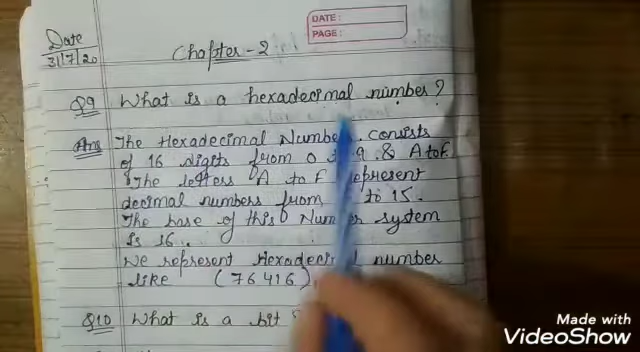 DATE:
PAGE:
Date
31/7/20
Chapter-2
Q9 What is a hexadecimal number?
Ans The Hexadecimal Number consists
of 16 digits from 0 9 & A to F.
The letters A to F represent
decimal numbers from to 15.
The base of this Number system
is 16.
We represent Hexadecimal number
like (76416)
Q10 What is a bit
Made with
VideoShow